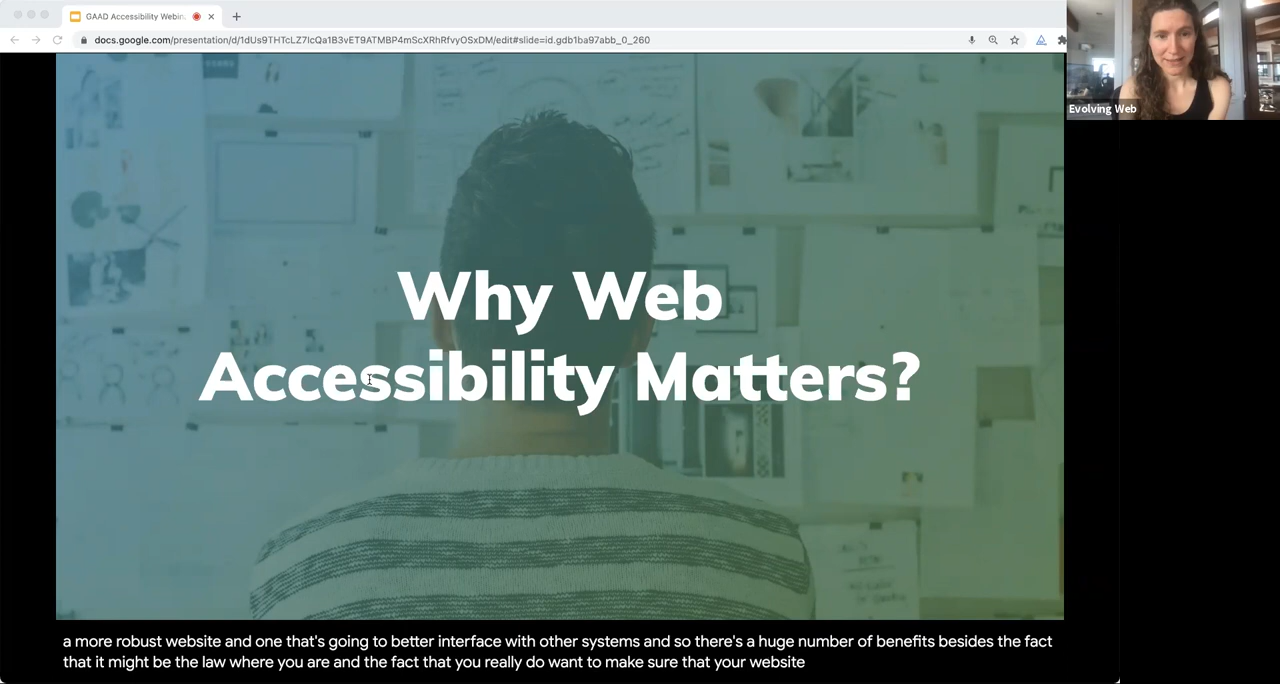 GAAD Accessibility Webin
docs.google.com/presentation/d/1dUs9THTcLZ7lcQa1B3vET9ATMBP4mScXRhRfvyOSxDM/edit#slide=id.gdb1ba97abb_0_260
Evolving Web
Why Web
Accessibility Matters?
a more robust website and one that's going to better interface with other systems and so there's a huge number of benefits besides the fact
that it might be the law where you are and the fact that you really do want to make sure that your website